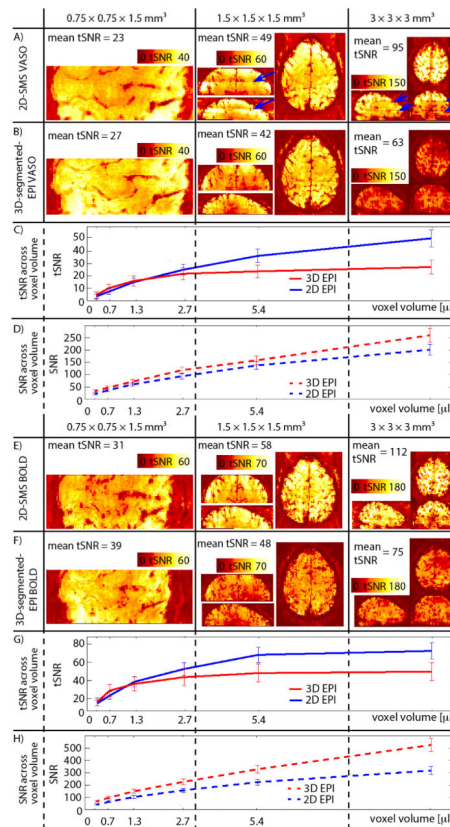 0.75 × 0.75 × 1.5 mm³ 1.5 × 1.5 × 1.5 mm³ 3 × 3 × 3 mm³
A) 2D-SMS VASO
mean tSNR = 23
0 tSNR 40
mean tSNR = 49
0 tSNR 60
mean tSNR = 95
0 tSNR 150
B) 3D-segmented-EPI VASO
mean tSNR = 27
0 tSNR 40
mean tSNR = 42
0 tSNR 60
mean tSNR = 63
0 tSNR 150
C) tSNR across voxel volume
tSNR
50
40
30
20
10
0
3D EPI
2D EPI
0 0.7 1.3 2.7 5.4 voxel volume [µl]
D) SNR across voxel volume
SNR
250
200
150
100
50
0
3D EPI
2D EPI
0 0.7 1.3 2.7 5.4 voxel volume [µl]
0.75 × 0.75 × 1.5 mm³ 1.5 × 1.5 × 1.5 mm³ 3 × 3 × 3 mm³
E) 2D-SMS BOLD
mean tSNR = 31
0 tSNR 60
mean tSNR = 58
0 tSNR 70
mean tSNR = 112
0 tSNR 180
F) 3D-segmented-EPI BOLD
mean tSNR = 39
0 tSNR 60
mean tSNR = 48
0 tSNR 70
mean tSNR = 75
0 tSNR 180
G) tSNR across voxel volume
tSNR
80
60
40
20
0
3D EPI
2D EPI
0 0.7 1.3 2.7 5.4 voxel volume [µl]
H) SNR across voxel volume
SNR
500
400
300
200
100
0
3D EPI
2D EPI
0 0.7 1.3 2.7 5.4 voxel volume [µl]